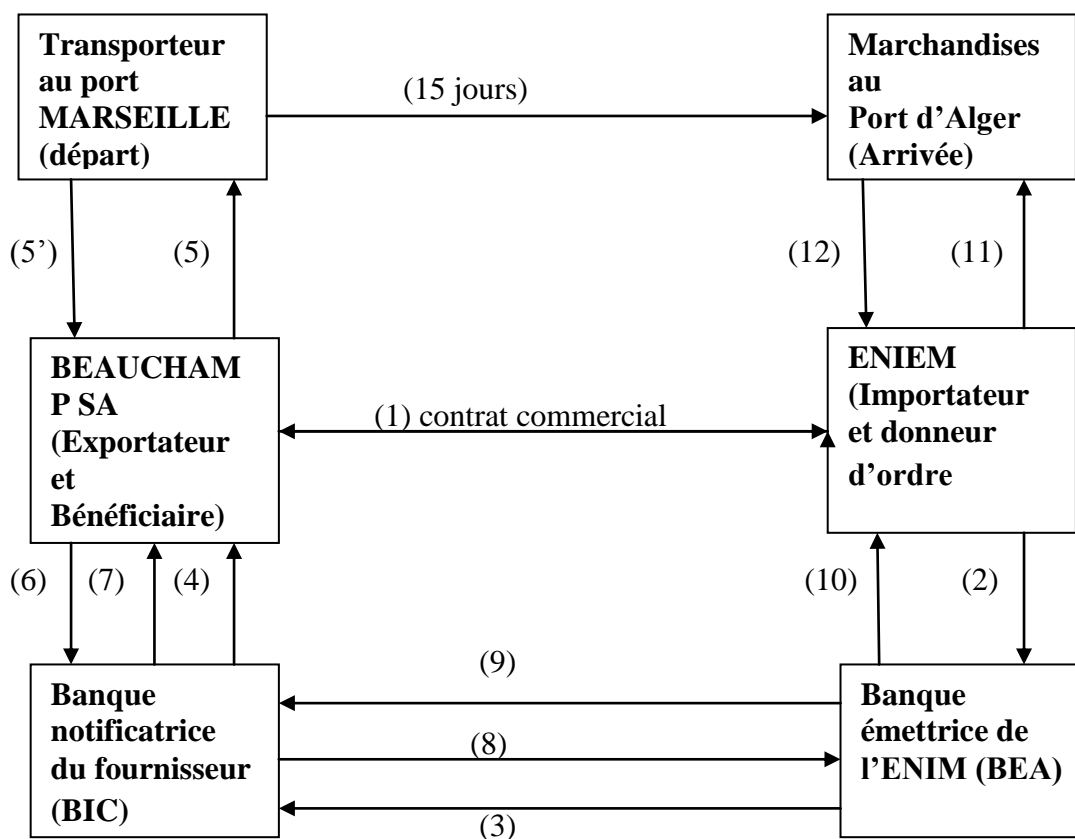 Transporteur
au port
MARSEILLE
(départ)
(15 jours)
Marchandises
au
Port d’Alger
(Arrivée)
(5’)
(5)
(12)
(11)
BEAUCHAM
P SA
(Exportateur
et
Bénéficiaire)
(1) contrat commercial
ENIEM
(Importateur
et donneur
d’ordre
(6)
(7)
(4)
(10)
(2)
Banque
notificatrice
du fournisseur
(BIC)
(9)
(8)
(3)
Banque
émettrice de
l’ENIM (BEA)